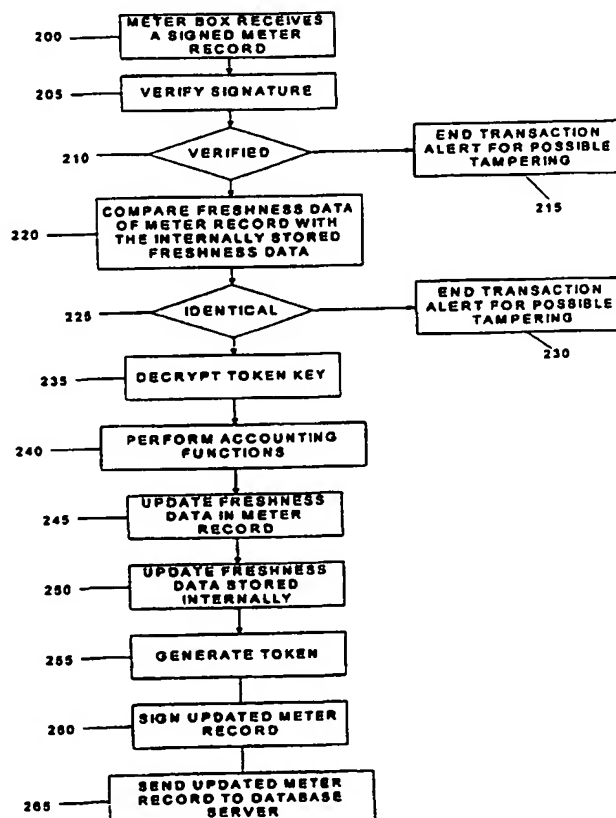 200
METER BOX RECEIVES
A SIGNED METER
RECORD
205
VERIFY SIGNATURE
210
VERIFIED
END TRANSACTION
ALERT FOR POSSIBLE
TAMPERING
215
220
COMPARE FRESHNESS DATA
OF METER RECORD WITH
THE INTERNALLY STORED
FRESHNESS DATA
225
IDENTICAL
END TRANSACTION
ALERT FOR POSSIBLE
TAMPERING
230
235
DECRYPT TOKEN KEY
240
PERFORM ACCOUNTING
FUNCTIONS
245
UPDATE FRESHNESS
DATA IN METER
RECORD
250
UPDATE FRESHNESS
DATA STORED
INTERNALLY
255
GENERATE TOKEN
260
SIGN UPDATED METER
RECORD
265
SEND UPDATED METER
RECORD TO DATABASE
SERVER